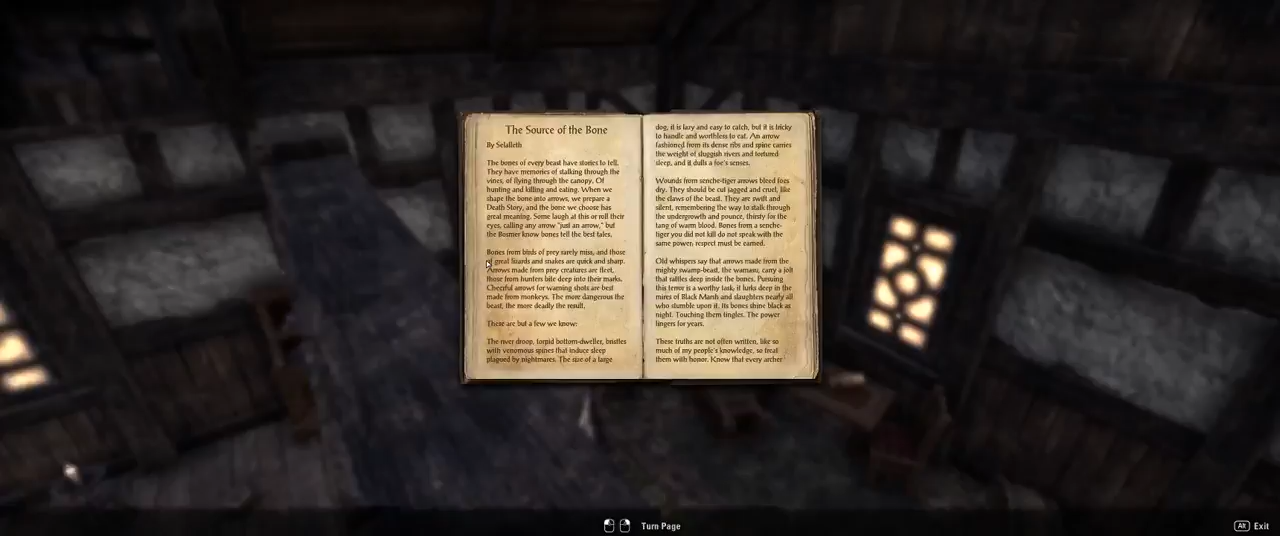 The Source of the Bone
By Selalleth
The bones of every beast have stories to tell.
They have memories of stalking through the
vines, of flying through the canopy. Of
hunting and killing and eating. When we
shape the bone into arrows, we prepare a
Death Story, and the bone we choose has
great meaning. Some laugh at this or roll their
eyes, calling any arrow "just an arrow," but
the Bosmer know bones tell the best tales.
Bones from birds of prey rarely miss, and those
of great lizards and snakes are quick and sharp.
Arrows made from prey creatures are fleet,
those from hunters bite deep into their marks.
Cheerful arrows for warning shots are best
made from monkeys. The more dangerous the
beast, the more deadly the result.
These are but a few we know:
The river droop, torpid bottom-dweller, bristles
with venomous spines that induce sleep
plagued by nightmares. The size of a large
dog, it is lazy and easy to catch, but it is tricky
to handle and worthless to eat. An arrow
fashioned from its dense ribs and spine carries
the weight of sluggish rivers and tortured
sleep, and it dulls a foe's senses.
Wounds from senche-tiger arrows bleed foes
dry. They should be cut jagged and cruel, like
the claws of the beast. They are swift and
silent, remembering the way to stalk through
the undergrowth and pounce, thirsty for the
tang of warm blood. Bones from a senche-
tiger you did not kill do not speak with the
same power; respect must be earned.
Old whispers say that arrows made from the
mighty swamp-beast, the wamasu, carry a jolt
that rattles deep inside the bones. Pursuing
this terror is a worthy task, it lurks deep in the
mires of Black Marsh and slaughters nearly all
who stumble upon it. Its bones shine black as
night. Touching them tingles. The power
lingers for years.
These truths are not often written, like so
much of my people's knowledge, so treat
them with honor. Know that every archer
Turn Page
Alt Exit